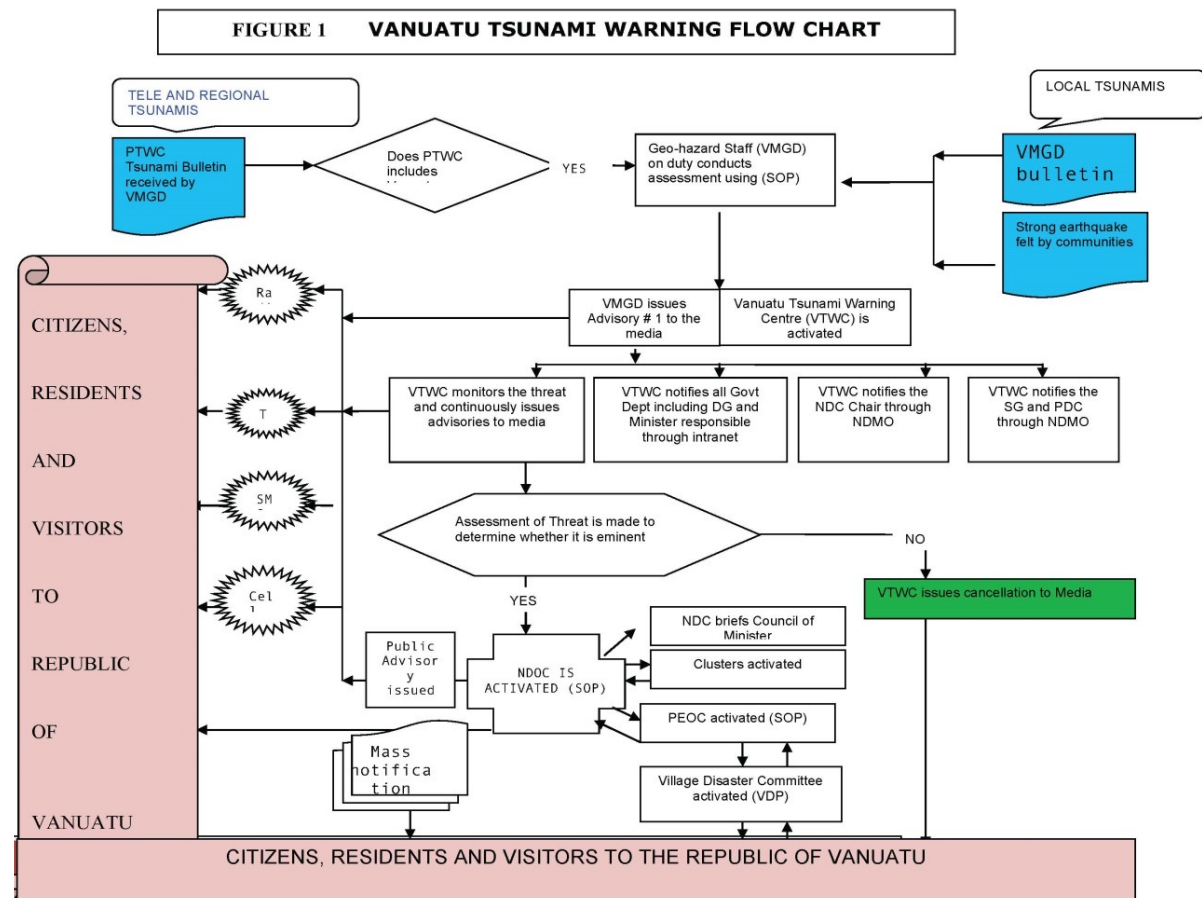 FIGURE 1 VANUATU TSUNAMI WARNING FLOW CHART
TELE AND REGIONAL
TSUNAMIS
LOCAL TSUNAMIS
PTWC
Tsunami Bulletin
received by
VMGD
Does PTWC
includes
YES
Geo-hazard Staff (VMGD)
on duty conducts
assessment using (SOP)
VMGD
bulletin
Strong earthquake
felt by communities
VMGD issues
Advisory # 1 to the
media
Vanuatu Tsunami Warning
Centre (VTWC) is
activated
VTWC monitors the threat
and continuously issues
advisories to media
VTWC notifies all Govt
Dept including DG and
Minister responsible
through intranet
VTWC notifies the
NDC Chair through
NDMO
VTWC notifies the
SG and PDC
through NDMO
Ra
T
SM
Cel
Assessment of Threat is made to
determine whether it is eminent
NO
YES
VTWC issues cancellation to Media
Public
Advisor
y
issued
NDOC IS
ACTIVATED (SOP)
NDC briefs Council of
Minister
Clusters activated
PEOC activated (SOP)
Village Disaster Committee
activated (VDP)
Mass
notifica
tion
CITIZENS,
RESIDENTS
AND
VISITORS
TO
REPUBLIC
OF
VANUATU
CITIZENS, RESIDENTS AND VISITORS TO THE REPUBLIC OF VANUATU